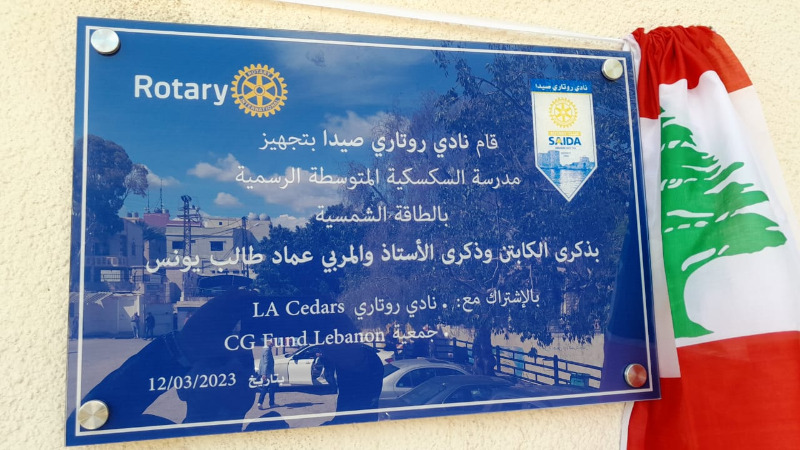 Rotary
نادي روتاري صيدا
SAIDA
قام نادي روتاري صيدا بتجهيز
مدرسة السكسكية المتوسطة الرسمية
بالطاقة الشمسية
بذكرى الكابتن وذكرى الأستاذ والمربي عماد طالب يونس
بالإشتراك مع: . نادي روتاري LA Cedars
. جمعية CG Fund Lebanon
بتاريخ 12/03/2023